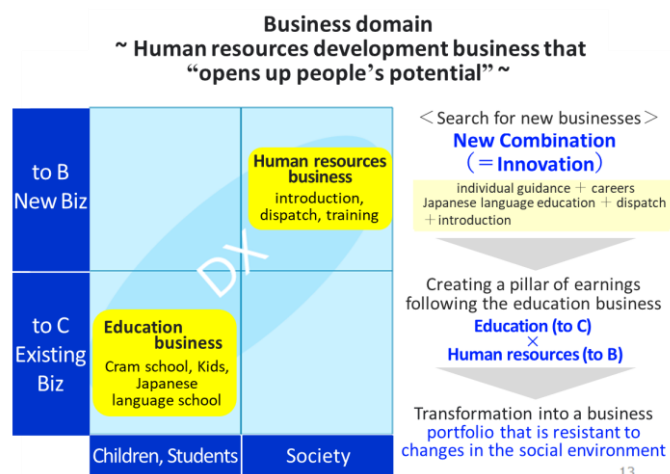 Business domain
~ Human resources development business that
“opens up people’s potential” ~
to B
New Biz
Human resources
business
introduction,
dispatch, training
DX
to C
Existing
Biz
Education
business
Cram school, Kids,
Japanese
language school
Children, Students
Society
＜Search for new businesses＞
New Combination
(＝Innovation)
individual guidance ＋ careers
Japanese language education ＋ dispatch
＋introduction
Creating a pillar of earnings
following the education business
Education (to C)
×
Human resources (to B)
Transformation into a business
portfolio that is resistant to
changes in the social environment
13